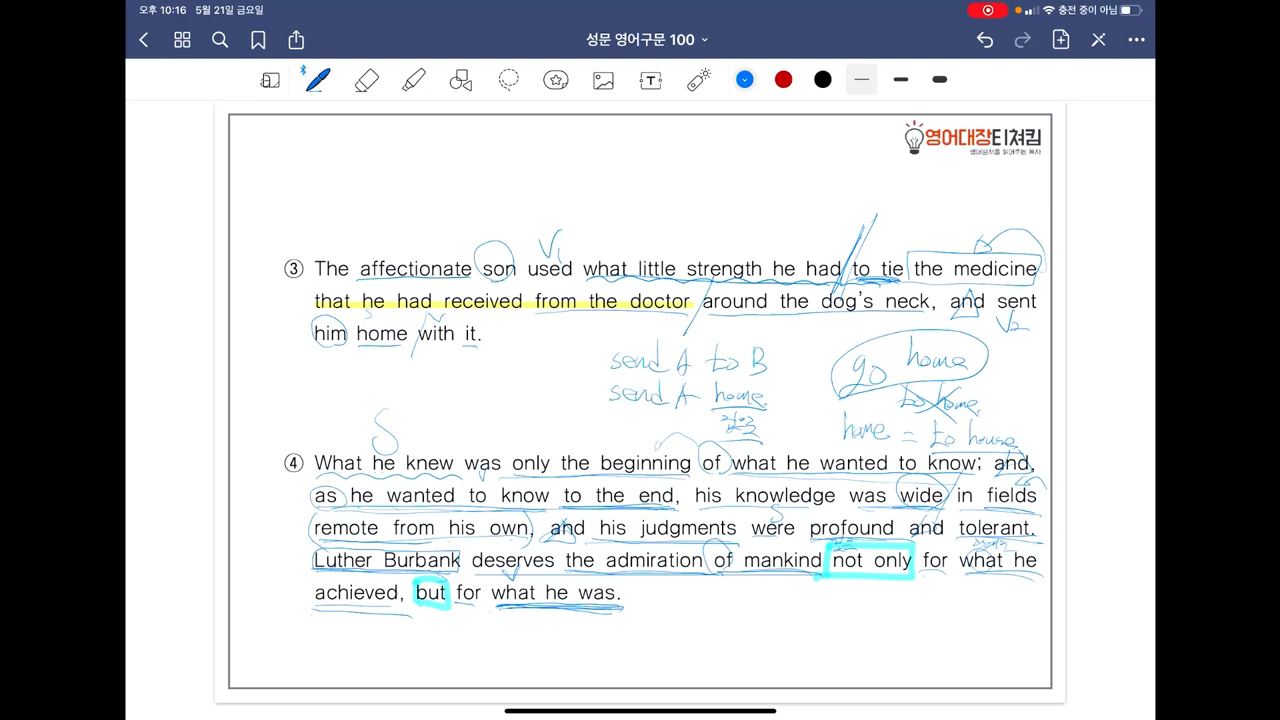 오후 10:16 5월 21일 금요일
충전 중이 아님
성문 영어구문 100
영어대장티쳐킴
V1
③ The affectionate son used what little strength he had to tie the medicine
that he had received from the doctor around the dog's neck, and sent
s v V2
him home with it.
send A to B
go home
send A home
to home
home = to house
S
④ What he knew was only the beginning of what he wanted to know; and,
v
as he wanted to know to the end, his knowledge was wide in fields
S
remote from his own, and his judgments were profound and tolerant.
Luther Burbank deserves the admiration of mankind not only for what he
v
achieved, but for what he was.